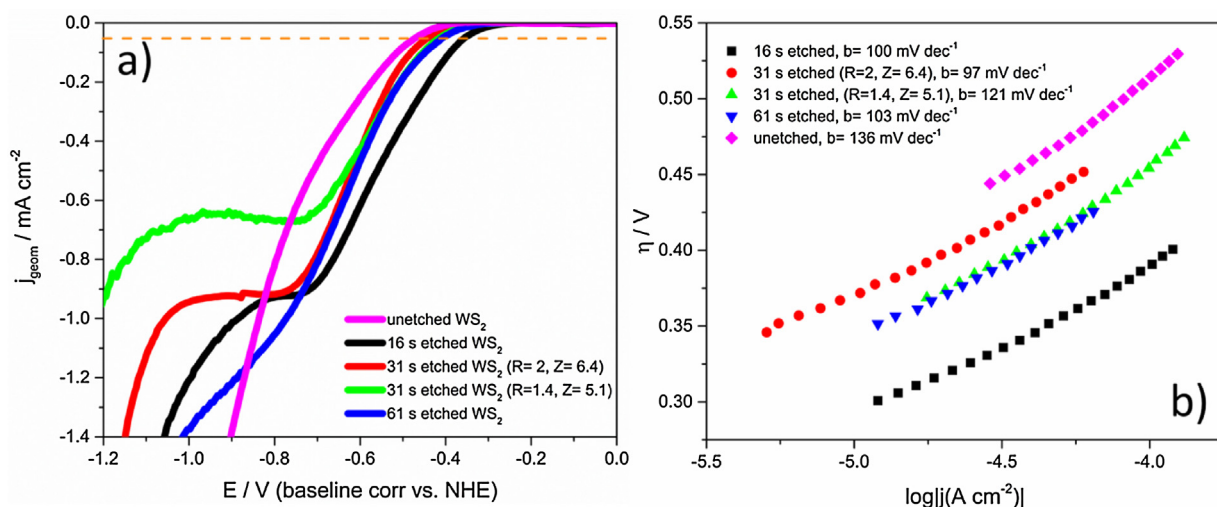 a)
0.0
-0.2
-0.4
-0.6
-0.8
-1.0
-1.2
-1.4
j_geom / mA cm⁻²
unetched WS₂
16 s etched WS₂
31 s etched WS₂ (R= 2, Z= 6.4)
31 s etched WS₂ (R=1.4, Z= 5.1)
61 s etched WS₂
-1.2 -1.0 -0.8 -0.6 -0.4 -0.2 0.0
E / V (baseline corr vs. NHE)
0.55
0.50
0.45
0.40
0.35
0.30
η / V
16 s etched, b= 100 mV dec⁻¹
31 s etched (R=2, Z= 6.4), b= 97 mV dec⁻¹
31 s etched, (R=1.4, Z= 5.1), b= 121 mV dec⁻¹
61 s etched, b= 103 mV dec⁻¹
unetched, b= 136 mV dec⁻¹
b)
-5.5 -5.0 -4.5 -4.0
log|j(A cm⁻²)|